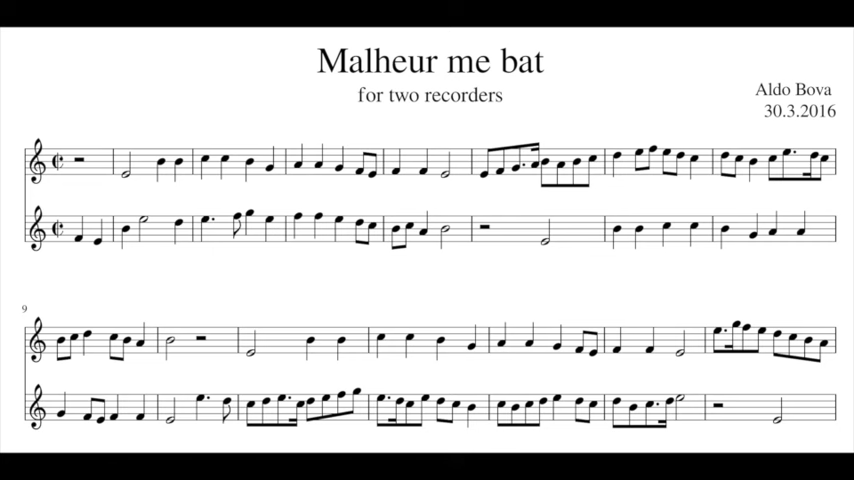 Malheur me bat
for two recorders
Aldo Bova
30.3.2016
9